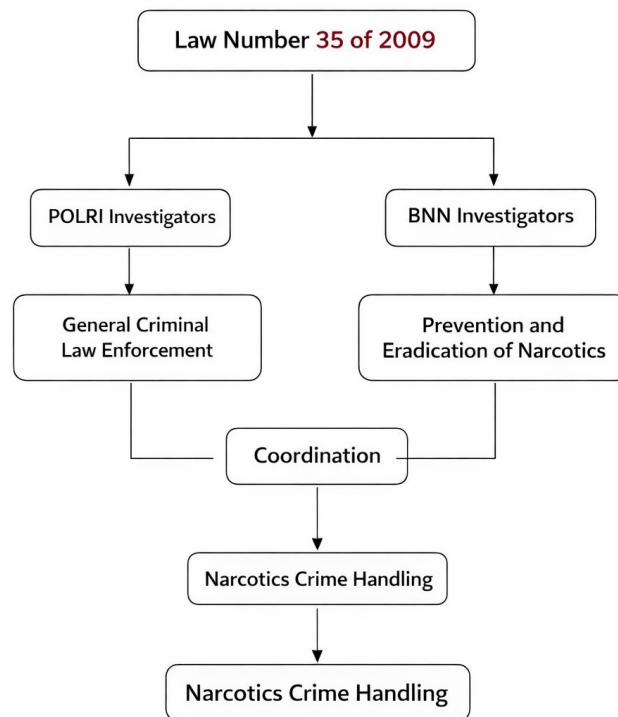 Law Number 35 of 2009
POLRI Investigators
BNN Investigators
General Criminal
Law Enforcement
Prevention and
Eradication of Narcotics
Coordination
Narcotics Crime Handling
Narcotics Crime Handling